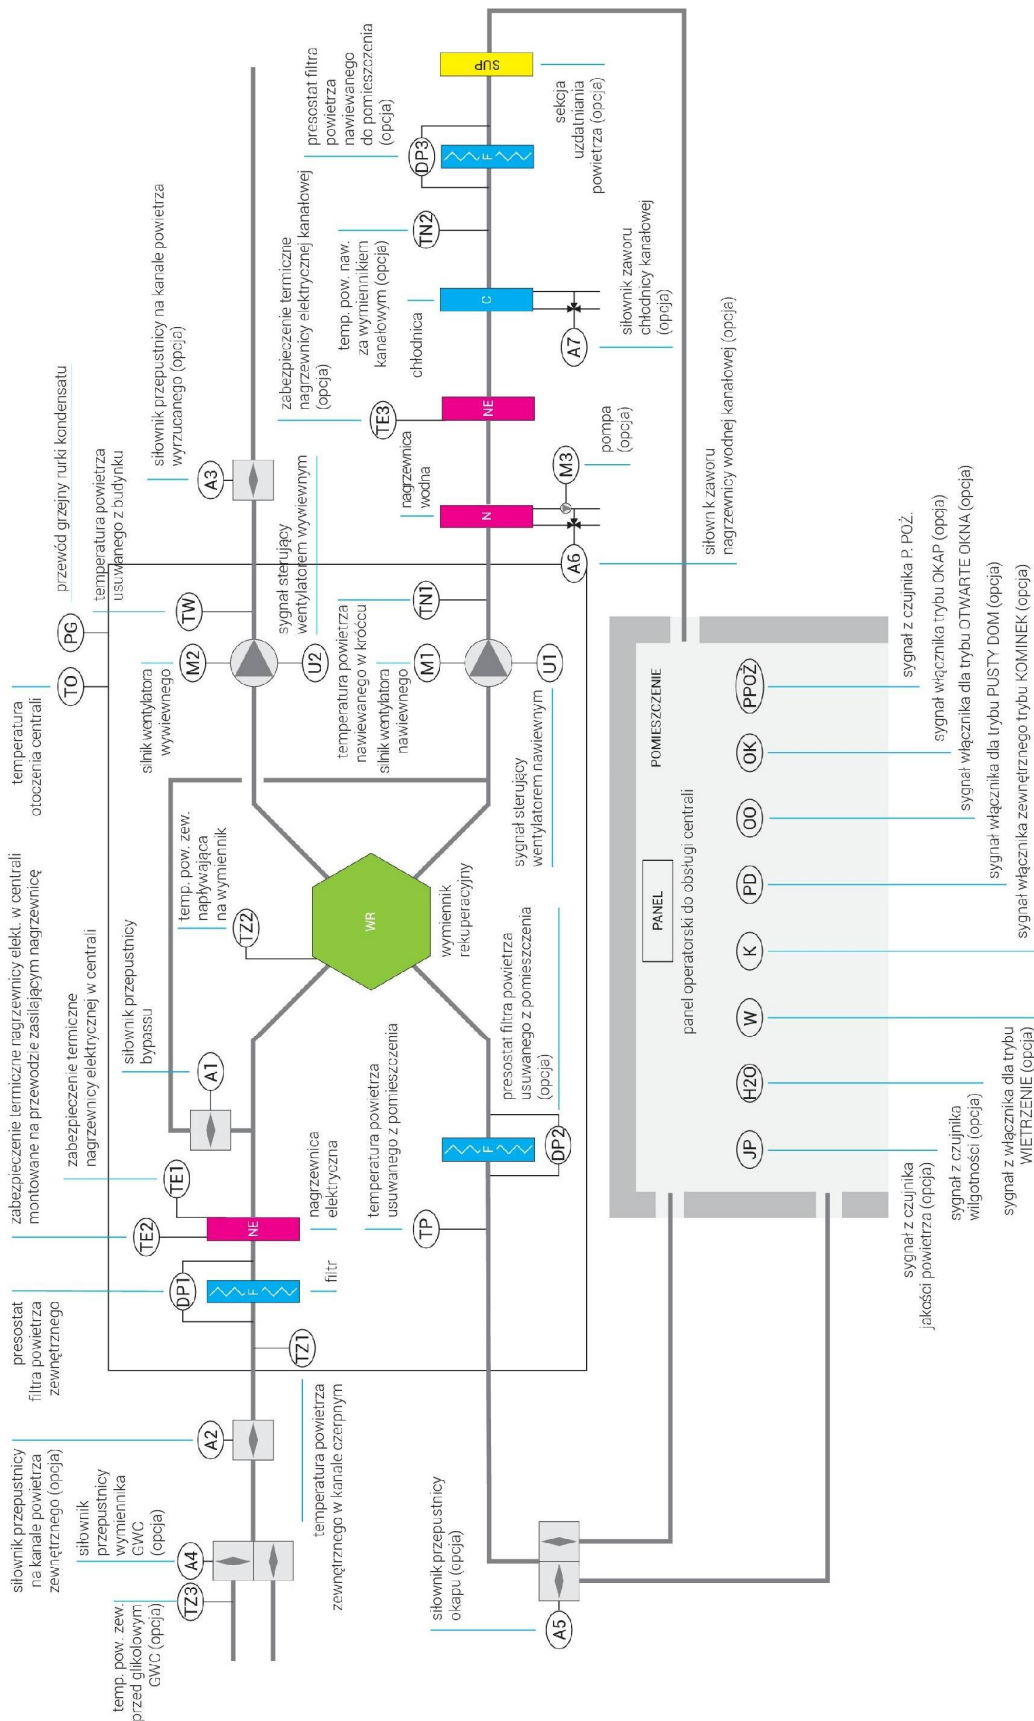 temp. pow. zew.
przed glikolowym
GWC (opcja)
TZ3
siłownik
przepustnicy
wymiennika
GWC
(opcja)
A4
siłownik przepustnicy
na kanale powietrza
zewnętrznego (opcja)
A2
temperatura powietrza
zewnętrznego w kanale czerpnym
TZ1
presostat
filtra powietrza
zewnętrznego
DP1
F
filtr
zabezpieczenie termiczne nagrzewnicy elekt. w centrali
montowane na przewodzie zasilającym nagrzewnicę
TE2
zabezpieczenie termiczne
nagrzewnicy elektrycznej w centrali
TE1
NE
nagrzewnica
elektryczna
siłownik przepustnicy
bypassu
A1
temp. pow. zew.
napływająca
na wymiennik
TZ2
WR
wymiennik
rekuperacyjny
temperatura
otoczenia centrali
TO
przewód grzejny rurki kondensatu
PG
temperatura powietrza
usuwanego z budynku
TW
silnik wentylatora
wywiewnego
M2
U2
sygnał sterujący
wentylatorem wywiewnym
siłownik przepustnicy na kanale powietrza
wyrzucanego (opcja)
A3
temperatura powietrza
nawiewanego w króćcu
TN1
silnik wentylatora
nawiewnego
M1
U1
sygnał sterujący
wentylatorem nawiewnym
nagrzewnica
wodna
N
A6
M3
pompa
(opcja)
siłownik zaworu
nagrzewnicy wodnej kanałowej (opcja)
zabezpieczenie termiczne
nagrzewnicy elektrycznej kanałowej
(opcja)
TE3
NE
chłodnica
C
A7
siłownik zaworu
chłodnicy kanałowej
(opcja)
temp. pow. naw.
za wymiennikiem
kanałowym (opcja)
TN2
presostat filtra
powietrza
nawiewanego
do pomieszczenia
(opcja)
DP3
F
SUP
sekcja
uzdatniania
powietrza (opcja)
siłownik przepustnicy
okapu (opcja)
A5
temperatura powietrza
usuwanego z pomieszczenia
TP
F
DP2
presostat filtra powietrza
usuwanego z pomieszczenia
(opcja)
POMIESZCZENIE
PANEL
panel operatorski do obsługi centrali
JP
H2O
W
K
PD
OO
OK
PPOŻ
sygnał z czujnika
jakości powietrza (opcja)
sygnał z czujnika
wilgotności (opcja)
sygnał z włącznika dla trybu
WIETRZENIE (opcja)
sygnał włącznika zewnętrznego trybu KOMINEK (opcja)
sygnał włącznika dla trybu PUSTY DOM (opcja)
sygnał włącznika dla trybu OTWARTE OKNA (opcja)
sygnał włącznika trybu OKAP (opcja)
sygnał z czujnika P. POŻ.